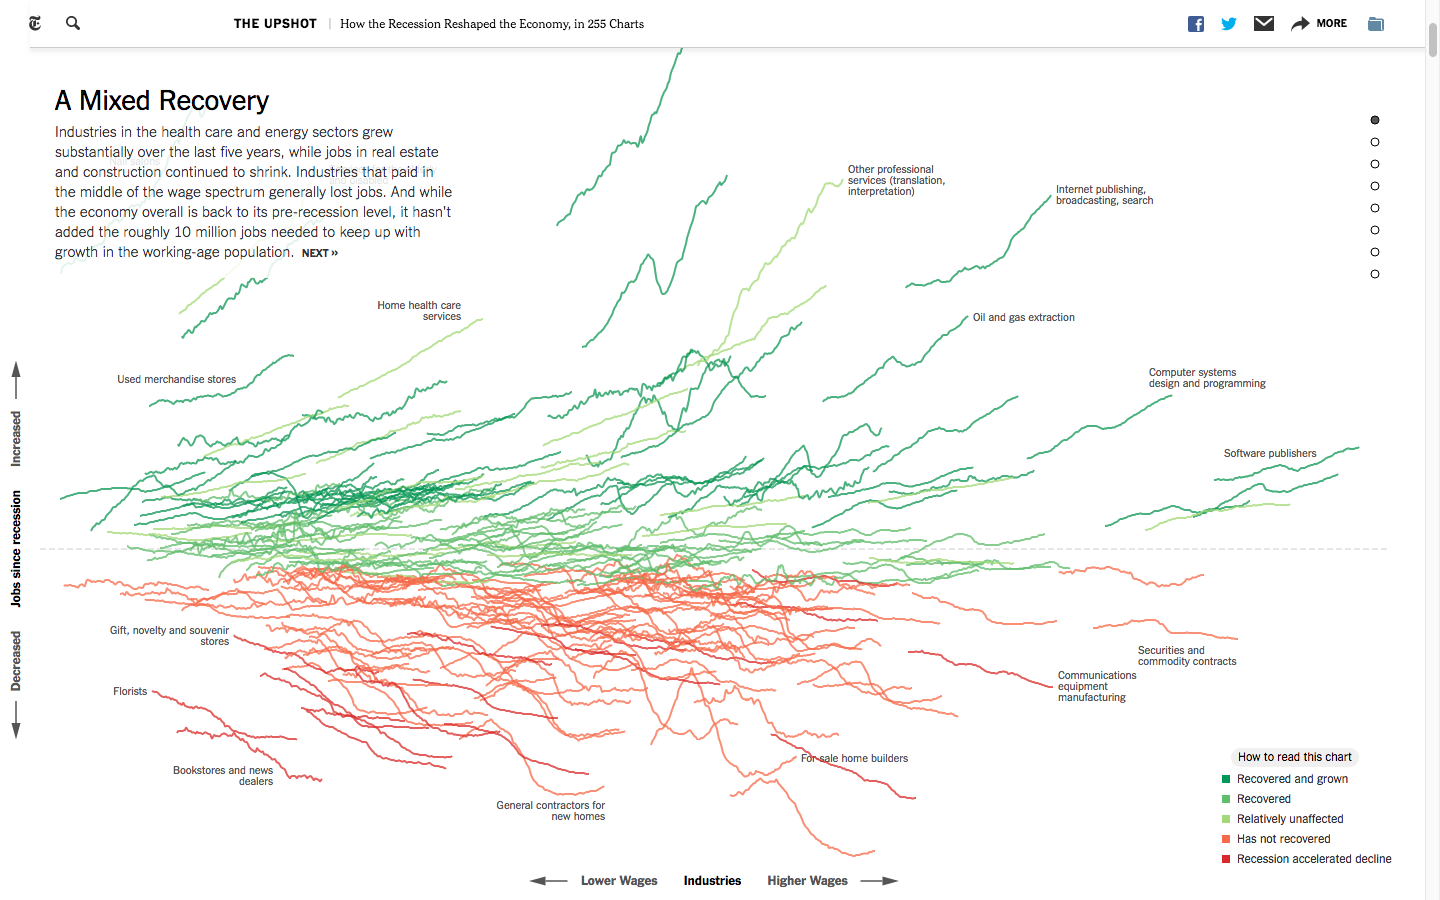 THE UPSHOT | How the Recession Reshaped the Economy, in 255 Charts
MORE
A Mixed Recovery
Industries in the health care and energy sectors grew
substantially over the last five years, while jobs in real estate
and construction continued to shrink. Industries that paid in
the middle of the wage spectrum generally lost jobs. And while
the economy overall is back to its pre-recession level, it hasn't
added the roughly 10 million jobs needed to keep up with
growth in the working-age population. NEXT »
Other professional
services (translation,
interpretation)
Internet publishing,
broadcasting, search
Home health care
services
Oil and gas extraction
Used merchandise stores
Computer systems
design and programming
Software publishers
Increased
Jobs since recession
Decreased
Gift, novelty and souvenir
stores
Securities and
commodity contracts
Communications
equipment
manufacturing
Florists
Bookstores and news
dealers
For-sale home builders
General contractors for
new homes
How to read this chart
Recovered and grown
Recovered
Relatively unaffected
Has not recovered
Recession accelerated decline
Lower Wages Industries Higher Wages